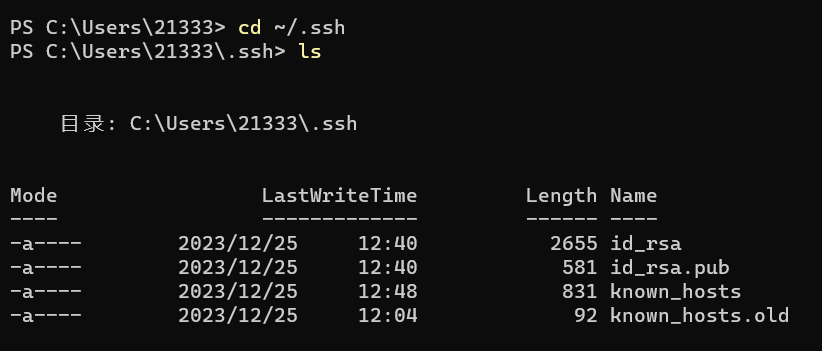 PS C:\Users\21333> cd ~/.ssh
PS C:\Users\21333\.ssh> ls
目录: C:\Users\21333\.ssh
Mode                 LastWriteTime         Length Name
----                 -------------         ------ ----
-a----        2023/12/25     12:40           2655 id_rsa
-a----        2023/12/25     12:40            581 id_rsa.pub
-a----        2023/12/25     12:48            831 known_hosts
-a----        2023/12/25     12:04             92 known_hosts.old